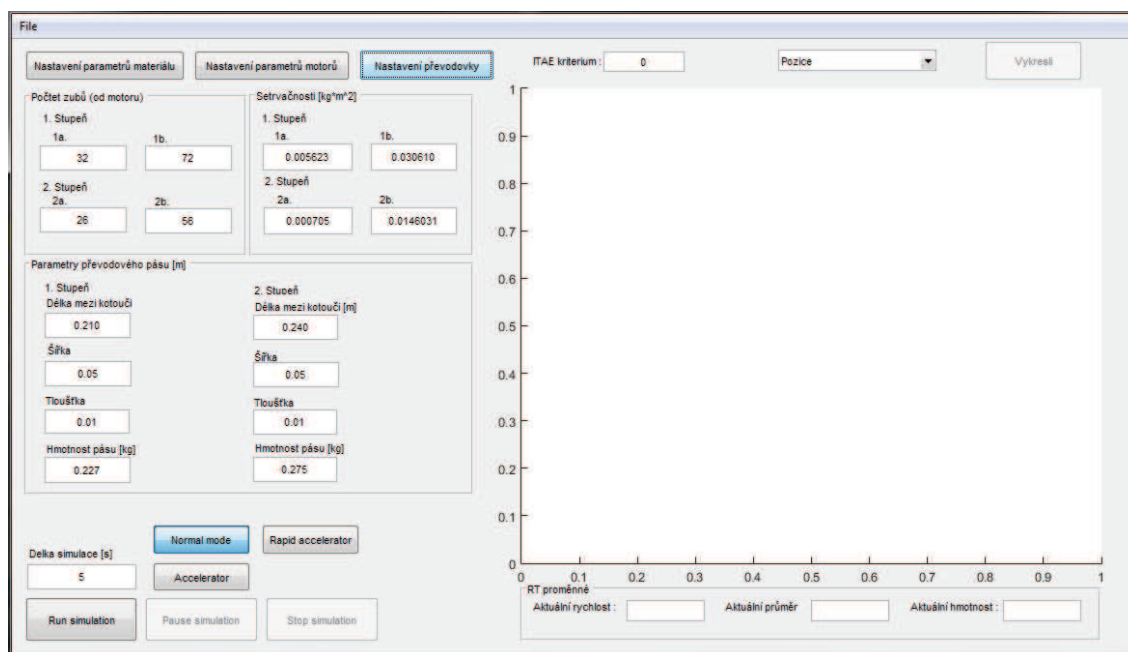 File
Nastavení parametrů materiálu
Nastavení parametrů motorů
Nastavení převodovky
ITAE kriterium :
0
Pozice
Vykresli
Počet zubů (od motoru)
1. Stupeň
1a.
1b.
32
72
2. Stupeň
2a.
2b.
26
56
Setrvačnosti [kg*m^2]
1. Stupeň
1a.
1b.
0.005623
0.030610
2. Stupeň
2a.
2b.
0.000705
0.0146031
Parametry převodového pásu [m]
1. Stupeň
Délka mezi kotouči
0.210
Šířka
0.05
Tloušťka
0.01
Hmotnost pásu [kg]
0.227
2. Stupeň
Délka mezi kotouči [m]
0.240
Šířka
0.05
Tloušťka
0.01
Hmotnost pásu [kg]
0.275
Normal mode
Rapid accelerator
Delka simulace [s]
5
Accelerator
Run simulation
Pause simulation
Stop simulation
1
0.9
0.8
0.7
0.6
0.5
0.4
0.3
0.2
0.1
0
0 0.1 0.2 0.3 0.4 0.5 0.6 0.7 0.8 0.9 1
RT proměnné
Aktuální rychlost :
Aktuální průměr
Aktuální hmotnost :